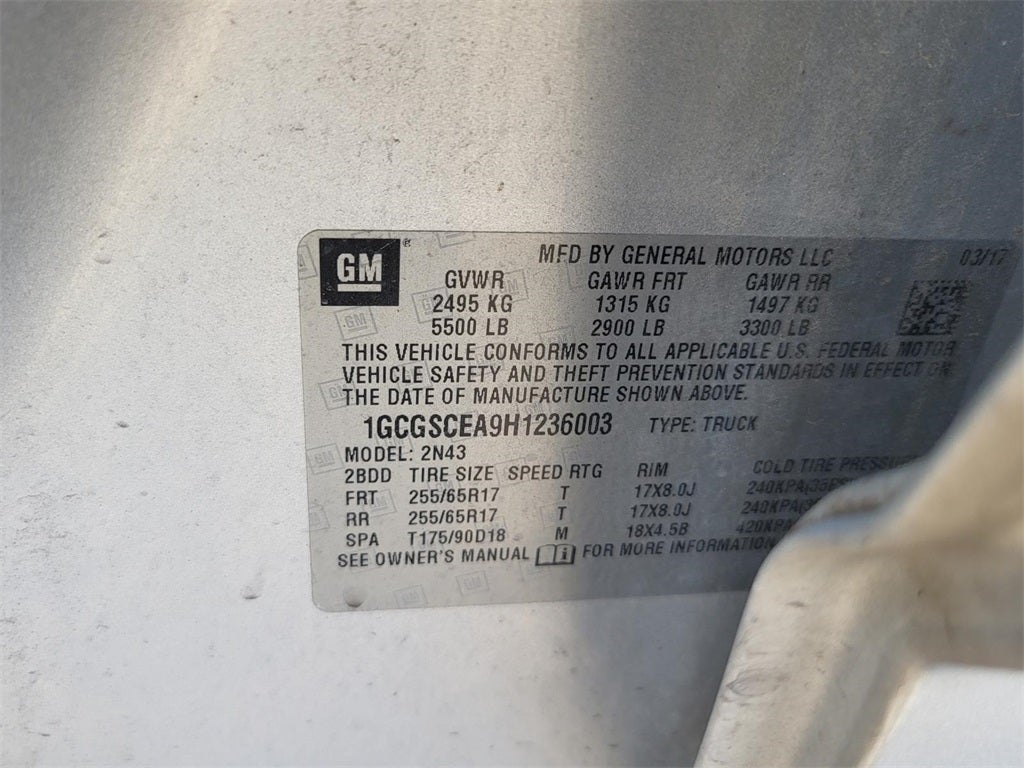 GM
MFD BY GENERAL MOTORS LLC 03/17
GVWR GAWR FRT GAWR RR
2495 KG 1315 KG 1497 KG
5500 LB 2900 LB 3300 LB
THIS VEHICLE CONFORMS TO ALL APPLICABLE U.S. FEDERAL MOTOR
VEHICLE SAFETY AND THEFT PREVENTION STANDARDS IN EFFECT ON
THE DATE OF MANUFACTURE SHOWN ABOVE.
1GCGSCEA9H1236003 TYPE: TRUCK
MODEL: 2N43
2BDD TIRE SIZE SPEED RTG RIM COLD TIRE
FRT 255/65R17 T 17X8.0J 240KPA
RR 255/65R17 T 17X8.0J 240KPA
SPA T175/90D18 M 18X4.5B 420KPA
SEE OWNER'S MANUAL FOR MORE INFORMATION